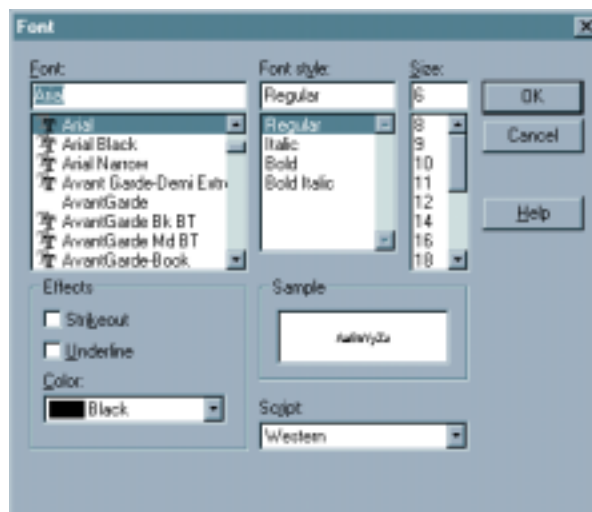 Font
Font: Font style: Size:
Arial Regular 6 OK
Arial Regular 8 Cancel
Arial Black Italic 9
Arial Narrow Bold 10
Avant Garde-Demi Extr Bold Italic 11
AvantGarde 12 Help
AvantGarde Bk BT 14
AvantGarde Md BT 16
AvantGarde-Book 18
Effects Sample
Strikeout AaBbYyZz
Underline
Color:
Black Script:
Western